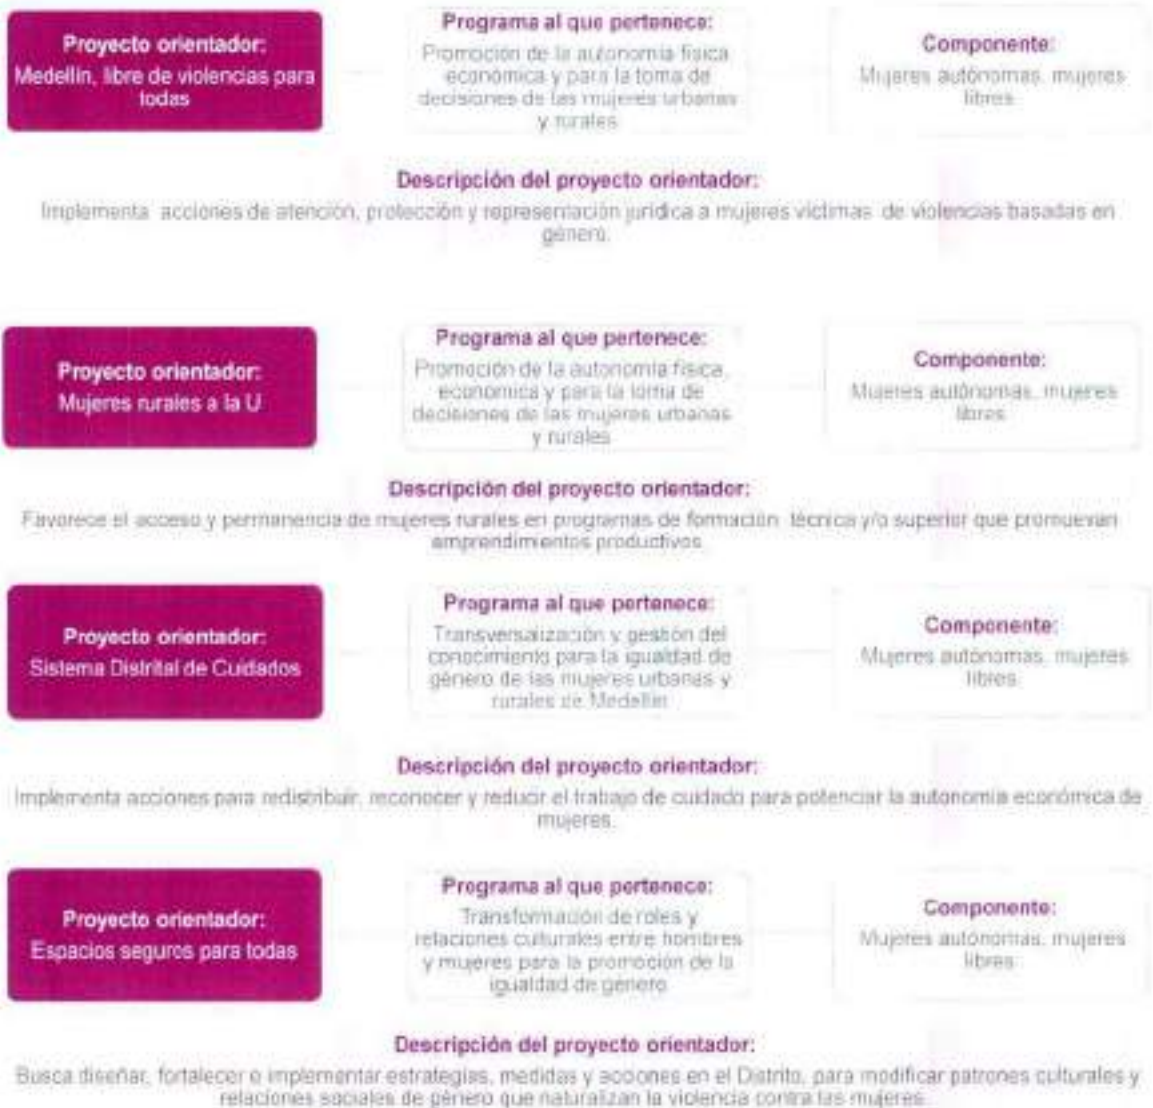 Proyecto orientador:
Medellín, libre de violencias para
todas
Programa al que pertenece:
Promoción de la autonomía física
económica y para la toma de
decisiones de las mujeres urbanas
y rurales
Componente:
Mujeres autónomas, mujeres
libres
Descripción del proyecto orientador:
Implementa acciones de atención, protección y representación jurídica a mujeres víctimas de violencias basadas en
género.
Proyecto orientador:
Mujeres rurales a la U
Programa al que pertenece:
Promoción de la autonomía física,
económica y para la toma de
decisiones de las mujeres urbanas
y rurales
Componente:
Mujeres autónomas, mujeres
libres
Descripción del proyecto orientador:
Favorece el acceso y permanencia de mujeres rurales en programas de formación técnica y/o superior que promuevan
emprendimientos productivos
Proyecto orientador:
Sistema Distrital de Cuidados
Programa al que pertenece:
Transversalización y gestión del
conocimiento para la igualdad de
género de las mujeres urbanas y
rurales de Medellín
Componente:
Mujeres autónomas, mujeres
libres
Descripción del proyecto orientador:
Implementa acciones para redistribuir, reconocer y reducir el trabajo de cuidado para potenciar la autonomía económica de
mujeres.
Proyecto orientador:
Espacios seguros para todas
Programa al que pertenece:
Transformación de roles y
relaciones culturales entre hombres
y mujeres para la promoción de la
igualdad de género
Componente:
Mujeres autónomas, mujeres
libres
Descripción del proyecto orientador:
Busca diseñar, fortalecer e implementar estrategias, medidas y acciones en el Distrito, para modificar patrones culturales y
relaciones sociales de género que naturalizan la violencia contra las mujeres.